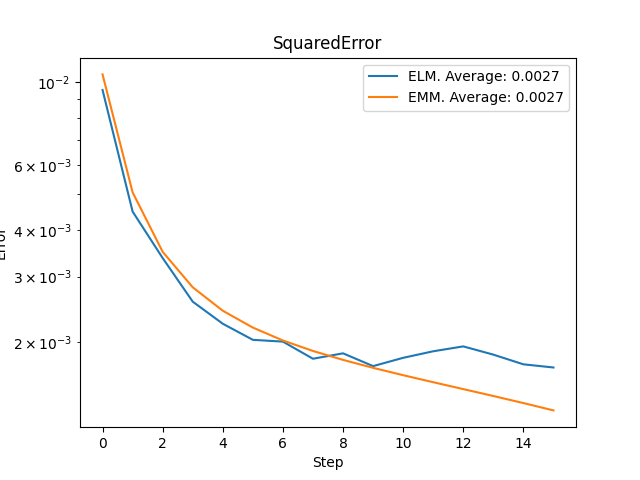 SquaredError
ELM. Average: 0.0027
EMM. Average: 0.0027
10⁻²
6 × 10⁻³
4 × 10⁻³
3 × 10⁻³
2 × 10⁻³
Error
0 2 4 6 8 10 12 14
Step